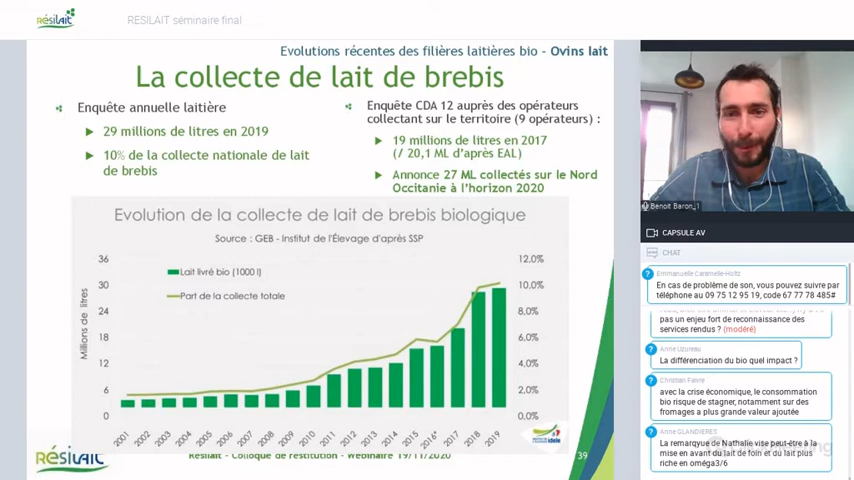 résilait
RESILAIT séminaire final
Evolutions récentes des filières laitières bio - Ovins lait
La collecte de lait de brebis
Enquête annuelle laitière
29 millions de litres en 2019
10% de la collecte nationale de lait
de brebis
Enquête CDA 12 auprès des opérateurs
collectant sur le territoire (9 opérateurs) :
19 millions de litres en 2017
(/ 20,1 ML d'après EAL)
Annonce 27 ML collectés sur le Nord
Occitanie à l'horizon 2020
Evolution de la collecte de lait de brebis biologique
Source : GEB - Institut de l'Élevage d'après SSP
Lait livré bio (1000 l)
Part de la collecte totale
Millions de litres
36
30
24
18
12
6
0
12,0%
10,0%
8,0%
6,0%
4,0%
2,0%
0,0%
2001 2002 2003 2004 2005 2006 2007 2008 2009 2010 2011 2012 2013 2014 2015 2016* 2017 2018 2019
idele
résilait
Résilait - Colloque de restitution - Webinaire 19/11/2020
39
Benoit Baron_1
CAPSULE AV
CHAT
Emmanuelle Caramelle-Holtz
En cas de problème de son, vous pouvez suivre par
téléphone au 09 75 12 95 19, code 67 77 78 485#
pas un enjeu fort de reconnaissance des
services rendus ? (modéré)
Anne Uzureau
La différenciation du bio quel impact ?
Christian Faivre
avec la crise économique, le consommation
bio risque de stagner, notamment sur des
fromages a plus grande valeur ajoutée
Anne GLANDIERES
La remarqye de Nathalie vise peut-être à la
mise en avant du lait de foin et du lait plus
riche en oméga3/6